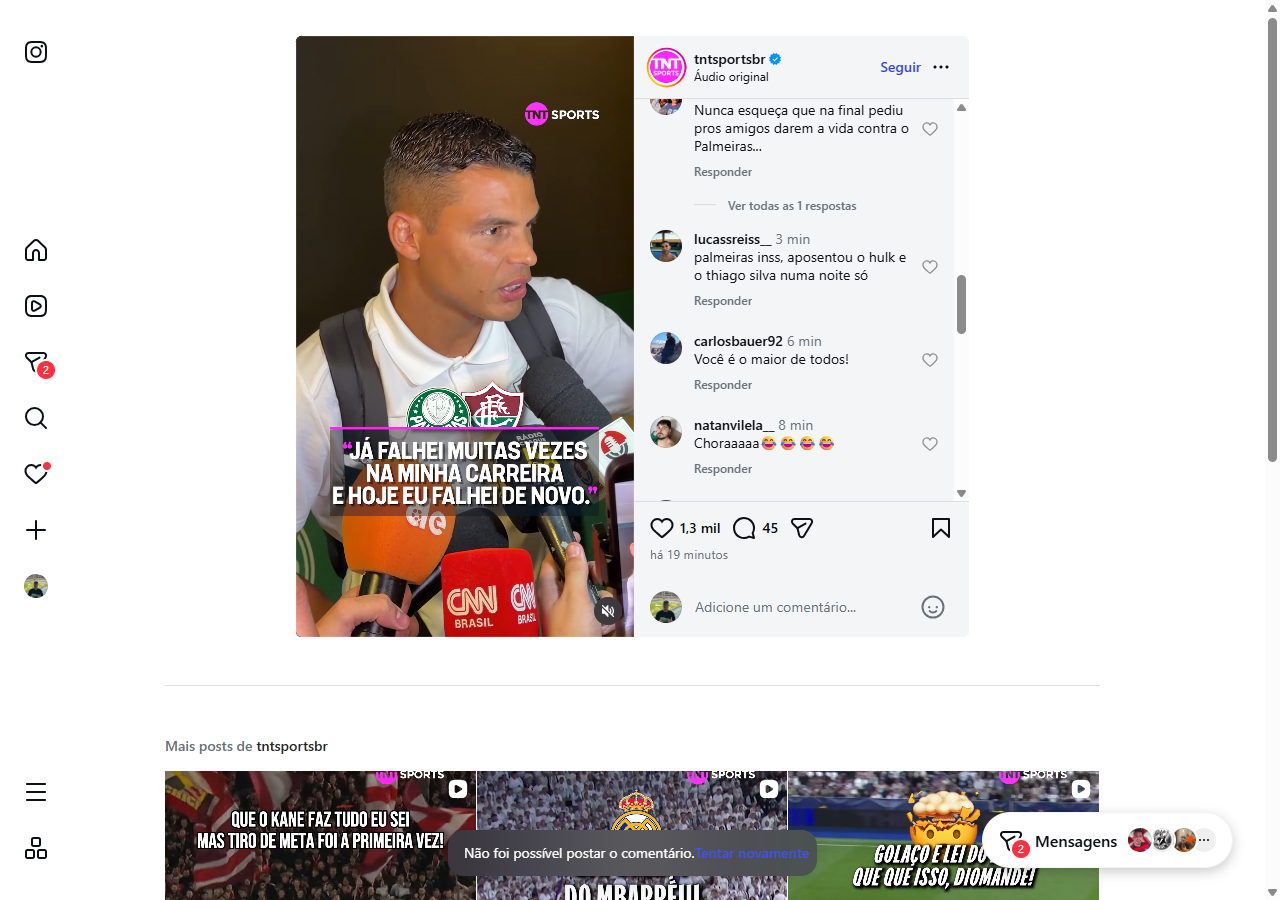 tntsportsbr
Áudio original
Seguir
Nunca esqueça que na final pediu
pros amigos darem a vida contra o
Palmeiras...
Responder
Ver todas as 1 respostas
lucassreiss__ 3 min
palmeiras inss, aposentou o hulk e
o thiago silva numa noite só
Responder
carlosbauer92 6 min
Você é o maior de todos!
Responder
natanvilela__ 8 min
Choraaaaa😂😂😂😂
Responder
1,3 mil
45
há 19 minutos
Adicione um comentário...
TNT SPORTS
TNT SPORTS
PALMEIRAS
RÁDIO
"JÁ FALHEI MUITAS VEZES
NA MINHA CARREIRA
E HOJE EU FALHEI DE NOVO."
CNN
BRASIL
CNN
BRASIL
2
Mais posts de tntsportsbr
TNT SPORTS
QUE O KANE FAZ TUDO EU SEI
MAS TIRO DE META FOI A PRIMEIRA VEZ!
TNT SPORTS
DO MBAPPÉ!!
TNT SPORTS
GOLAÇO E LEI DO
QUE QUE ISSO, DIOMANDE!
Não foi possível postar o comentário. Tentar novamente
2
Mensagens